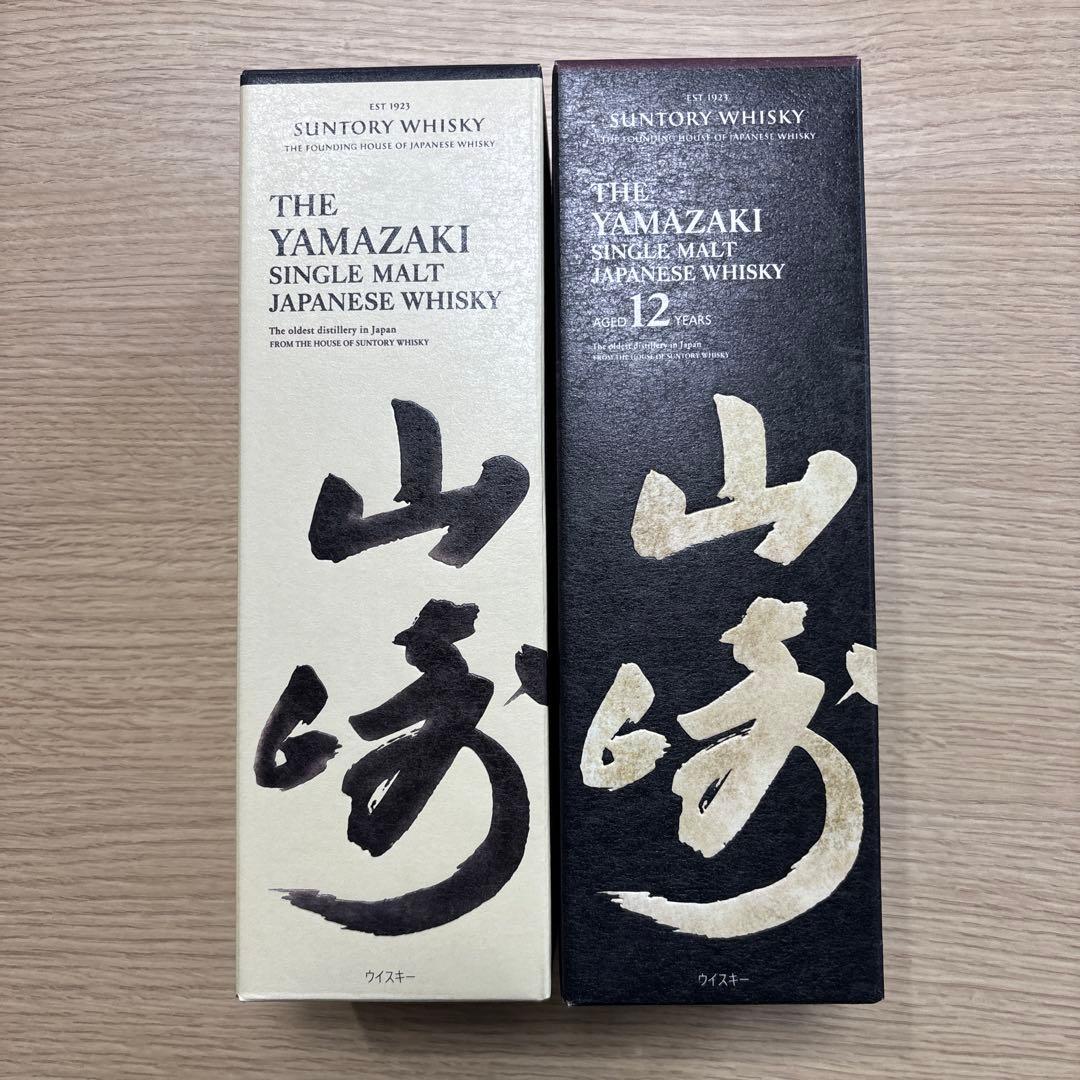 EST 1923
SUNTORY WHISKY
THE FOUNDING HOUSE OF JAPANESE WHISKY
THE
YAMAZAKI
SINGLE MALT
JAPANESE WHISKY
The oldest distillery in Japan
FROM THE HOUSE OF SUNTORY WHISKY
山
崎
ウイスキー
EST 1923
SUNTORY WHISKY
THE FOUNDING HOUSE OF JAPANESE WHISKY
THE
YAMAZAKI
SINGLE MALT
JAPANESE WHISKY
AGED 12 YEARS
The oldest distillery in Japan
FROM THE HOUSE OF SUNTORY WHISKY
山
崎
ウイスキー